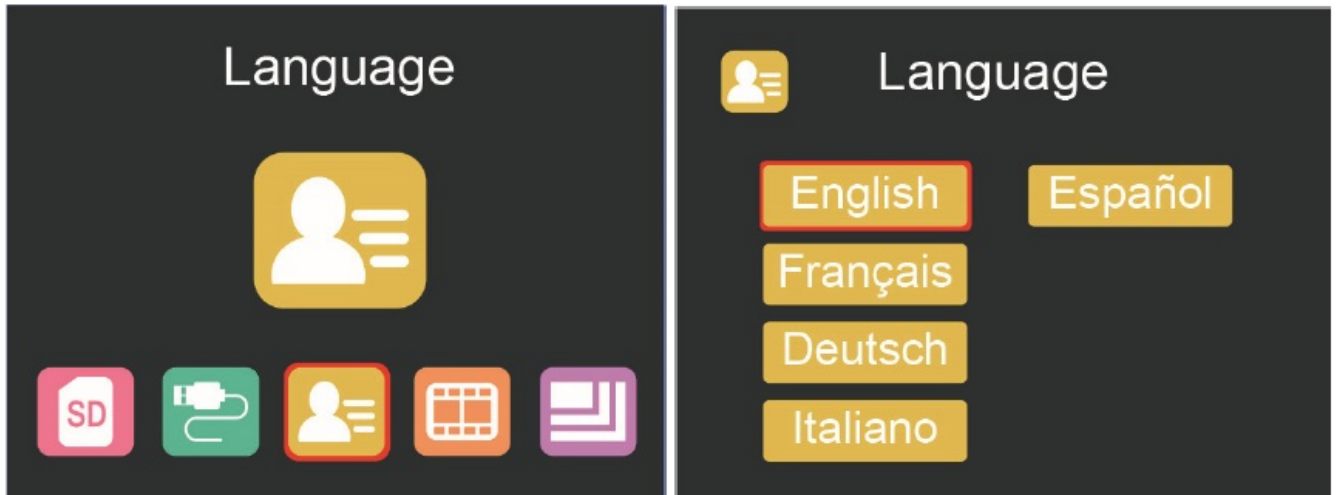 Language
SD
Language
English
Español
Français
Deutsch
Italiano